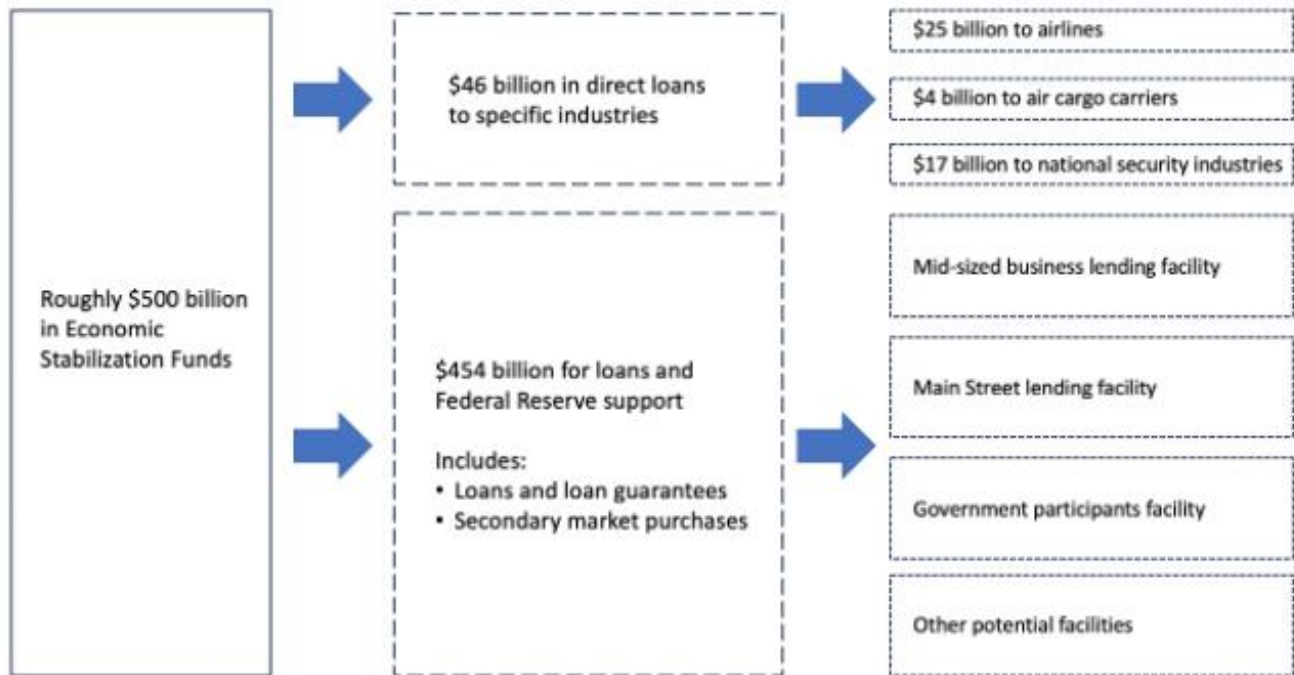 Roughly $500 billion
in Economic
Stabilization Funds
$46 billion in direct loans
to specific industries
$25 billion to airlines
$4 billion to air cargo carriers
$17 billion to national security industries
$454 billion for loans and
Federal Reserve support
Includes:
• Loans and loan guarantees
• Secondary market purchases
Mid-sized business lending facility
Main Street lending facility
Government participants facility
Other potential facilities